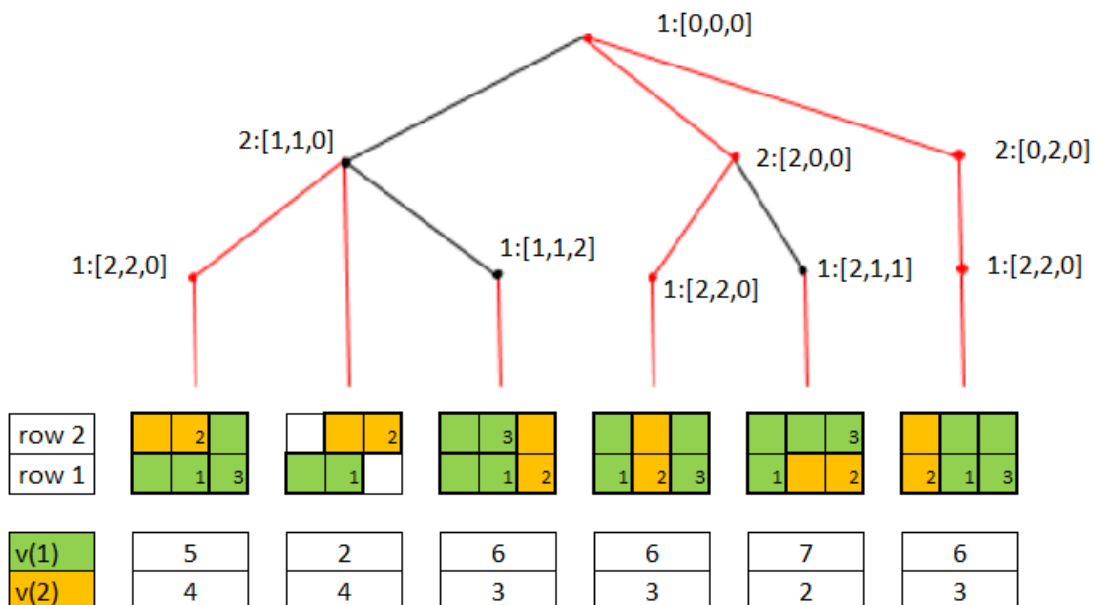 1:[0,0,0]
2:[1,1,0]
2:[2,0,0]
2:[0,2,0]
1:[2,2,0]
1:[1,1,2]
1:[2,2,0]
1:[2,1,1]
1:[2,2,0]
row 2 2 2 3 3
row 1 1 3 1 1 2 1 2 3 1 2 2 1 3
v(1) 5 2 6 6 7 6
v(2) 4 4 3 3 2 3